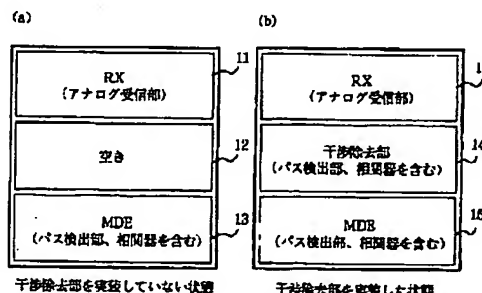 (a)
RX
(アナログ受信部)
11
空き
12
MDE
(パス検出部、相関器を含む)
13
干渉除去部を実装していない状態
(b)
RX
(アナログ受信部)
干渉除去部
(パス検出部、相関器を含む)
14
MDE
(パス検出部、相関器を含む)
15
干渉除去部を実装した状態